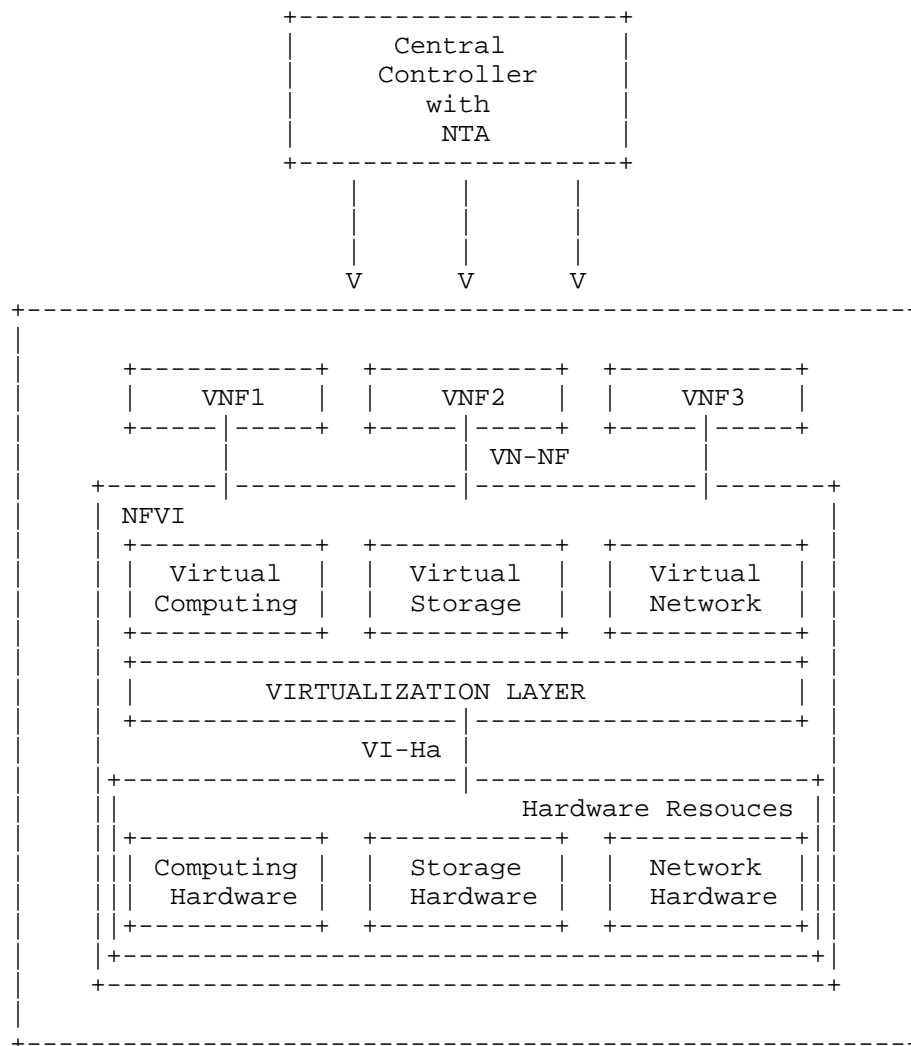 Central
Controller
with
NTA
V V V
VNF1 VNF2 VNF3
VN-NF
NFVI
Virtual Virtual Virtual
Computing Storage Network
VIRTUALIZATION LAYER
VI-Ha
Hardware Resouces
Computing Storage Network
Hardware Hardware Hardware